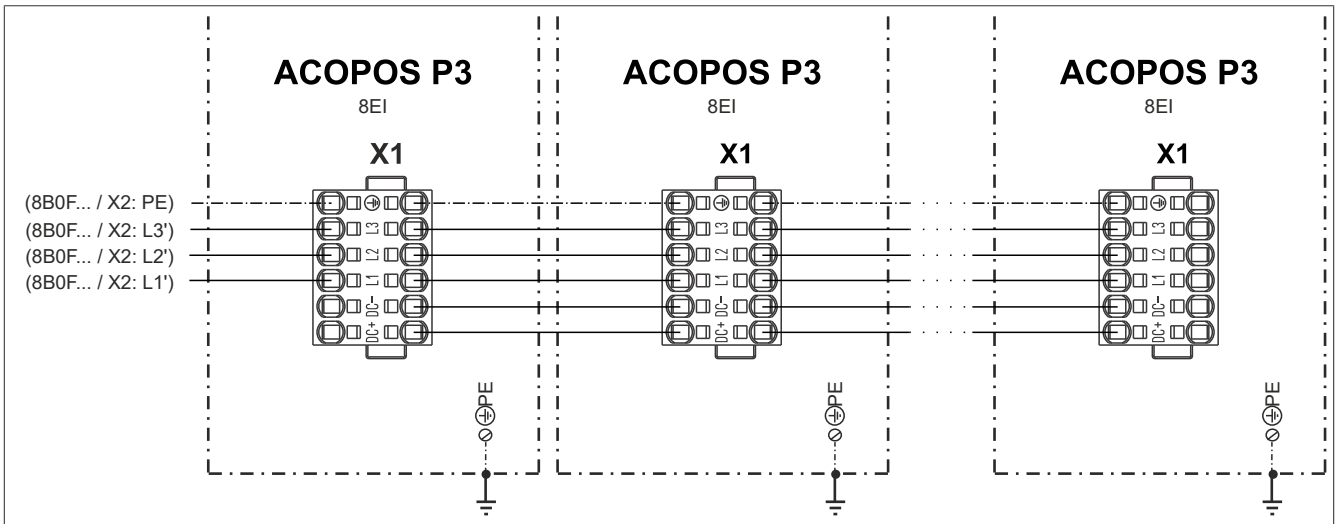 ACOPOS P3 ACOPOS P3 ACOPOS P3
8EI 8EI 8EI
X1 X1 X1
(8B0F... / X2: PE)
(8B0F... / X2: L3') L3 L3 L3
(8B0F... / X2: L2') L2 L2 L2
(8B0F... / X2: L1') L1 L1 L1
DC- DC- DC-
DC+ DC+ DC+
PE PE PE